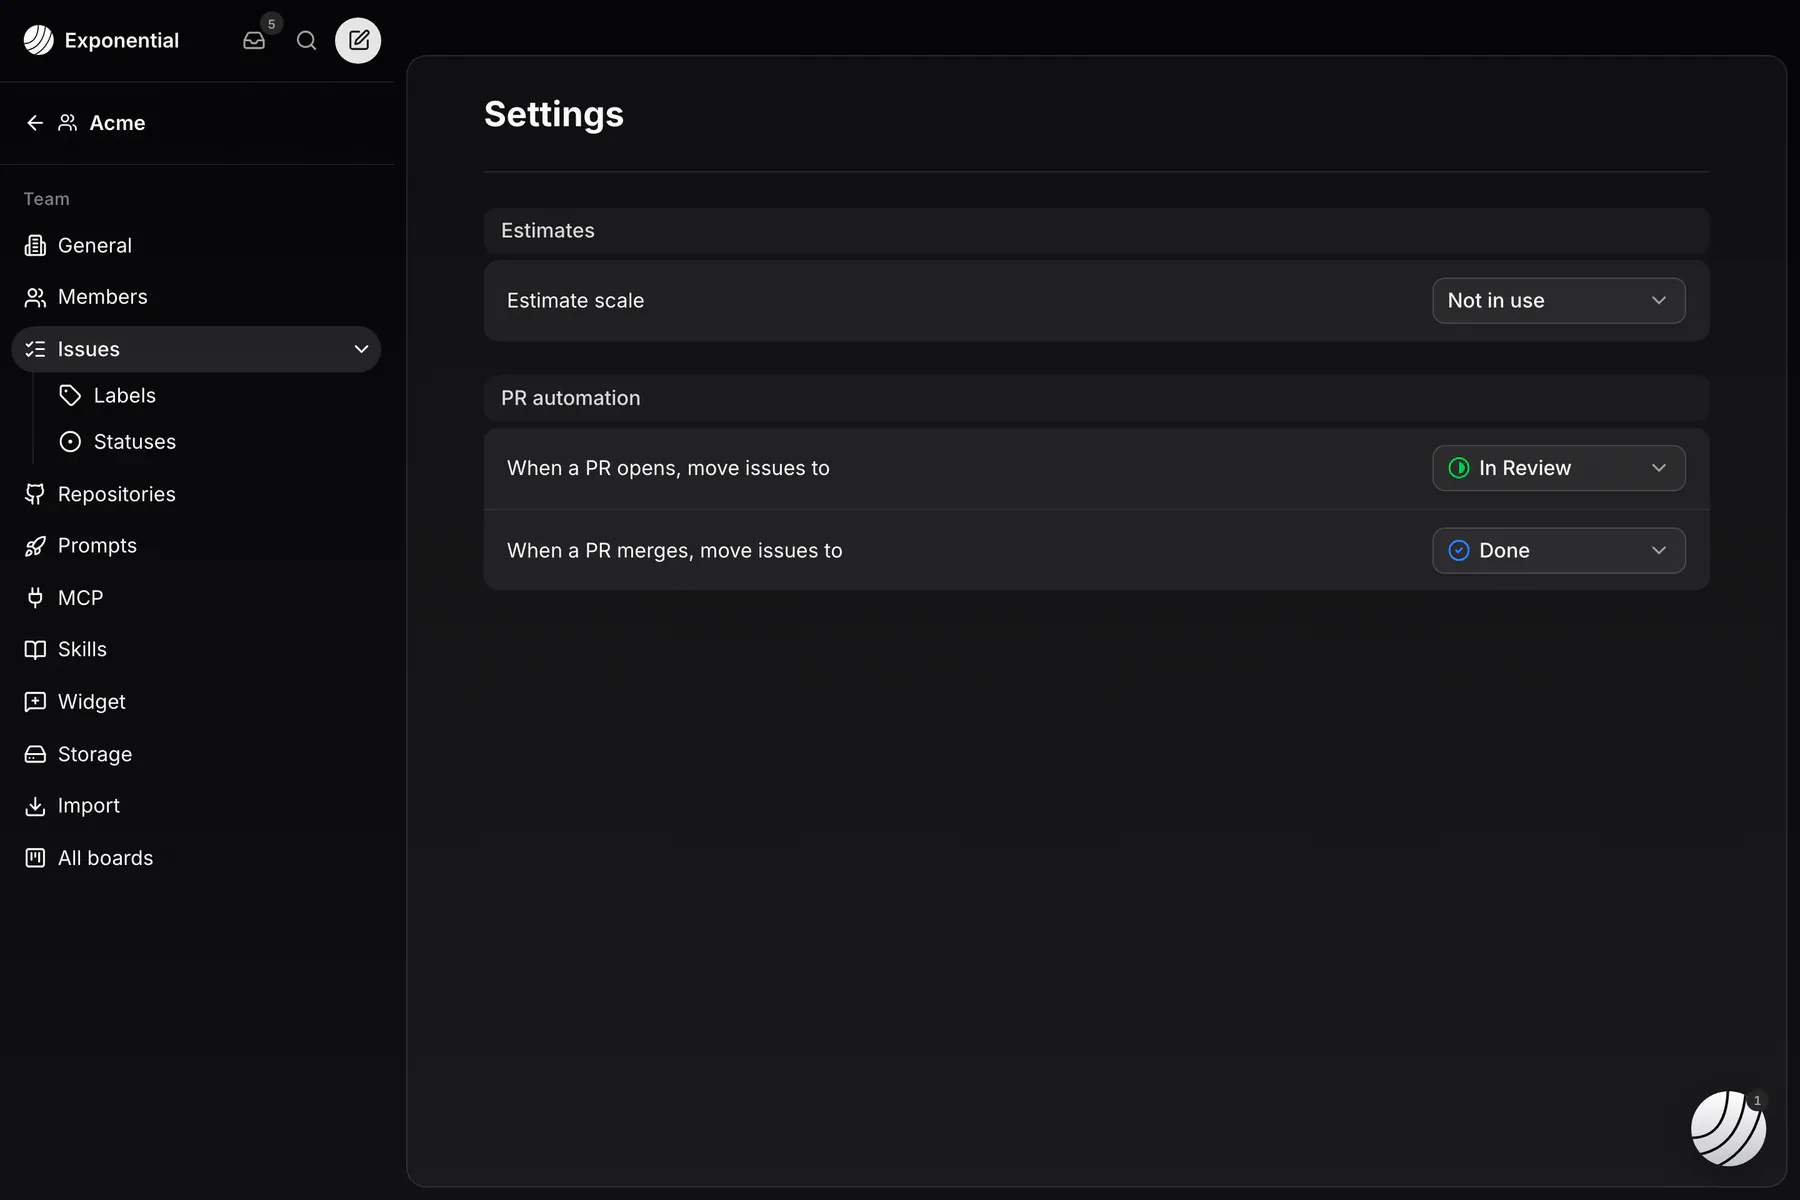 Exponential
5
Acme
Team
General
Members
Issues
Labels
Statuses
Repositories
Prompts
MCP
Skills
Widget
Storage
Import
All boards
Settings
Estimates
Estimate scale
Not in use
PR automation
When a PR opens, move issues to
In Review
When a PR merges, move issues to
Done
1